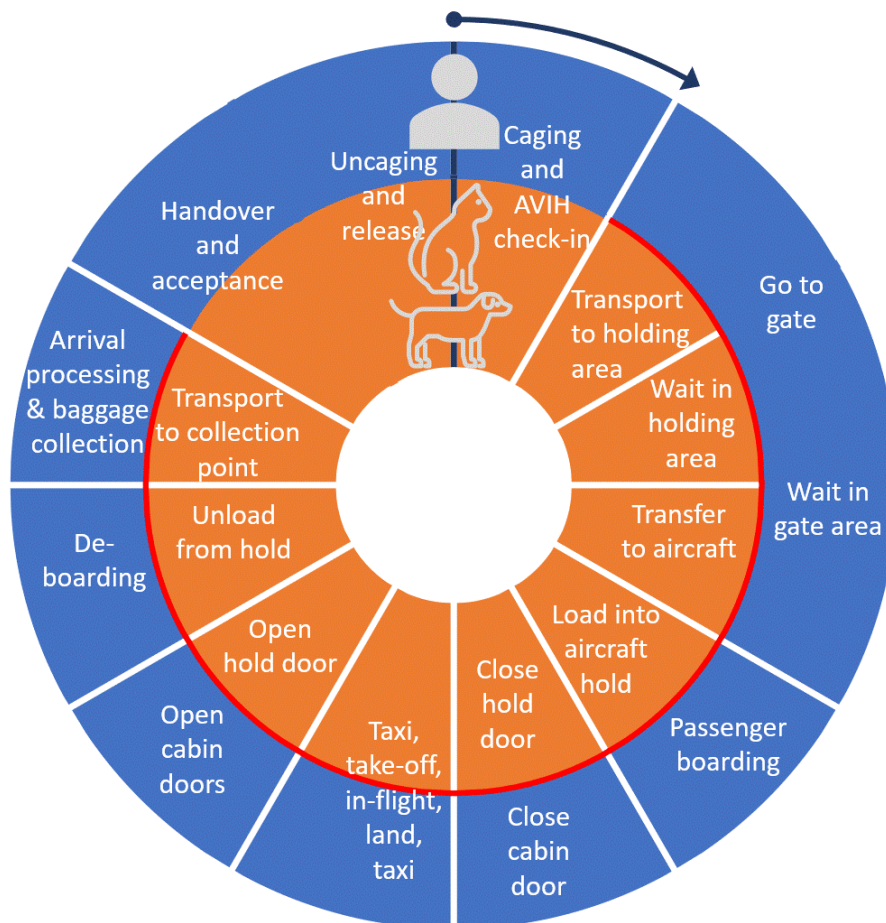 Caging and
AVIH
check-in
Go to
gate
Transport
to holding
area
Wait in
holding
area
Wait in
gate area
Transfer
to aircraft
Load into
aircraft
hold
Passenger
boarding
Close
hold
door
Close
cabin
door
Taxi,
take-off,
in-flight,
land,
taxi
Open
hold door
Open
cabin
doors
Unload
from hold
De-
boarding
Transport
to collection
point
Arrival
processing
& baggage
collection
Handover
and
acceptance
Uncaging
and
release